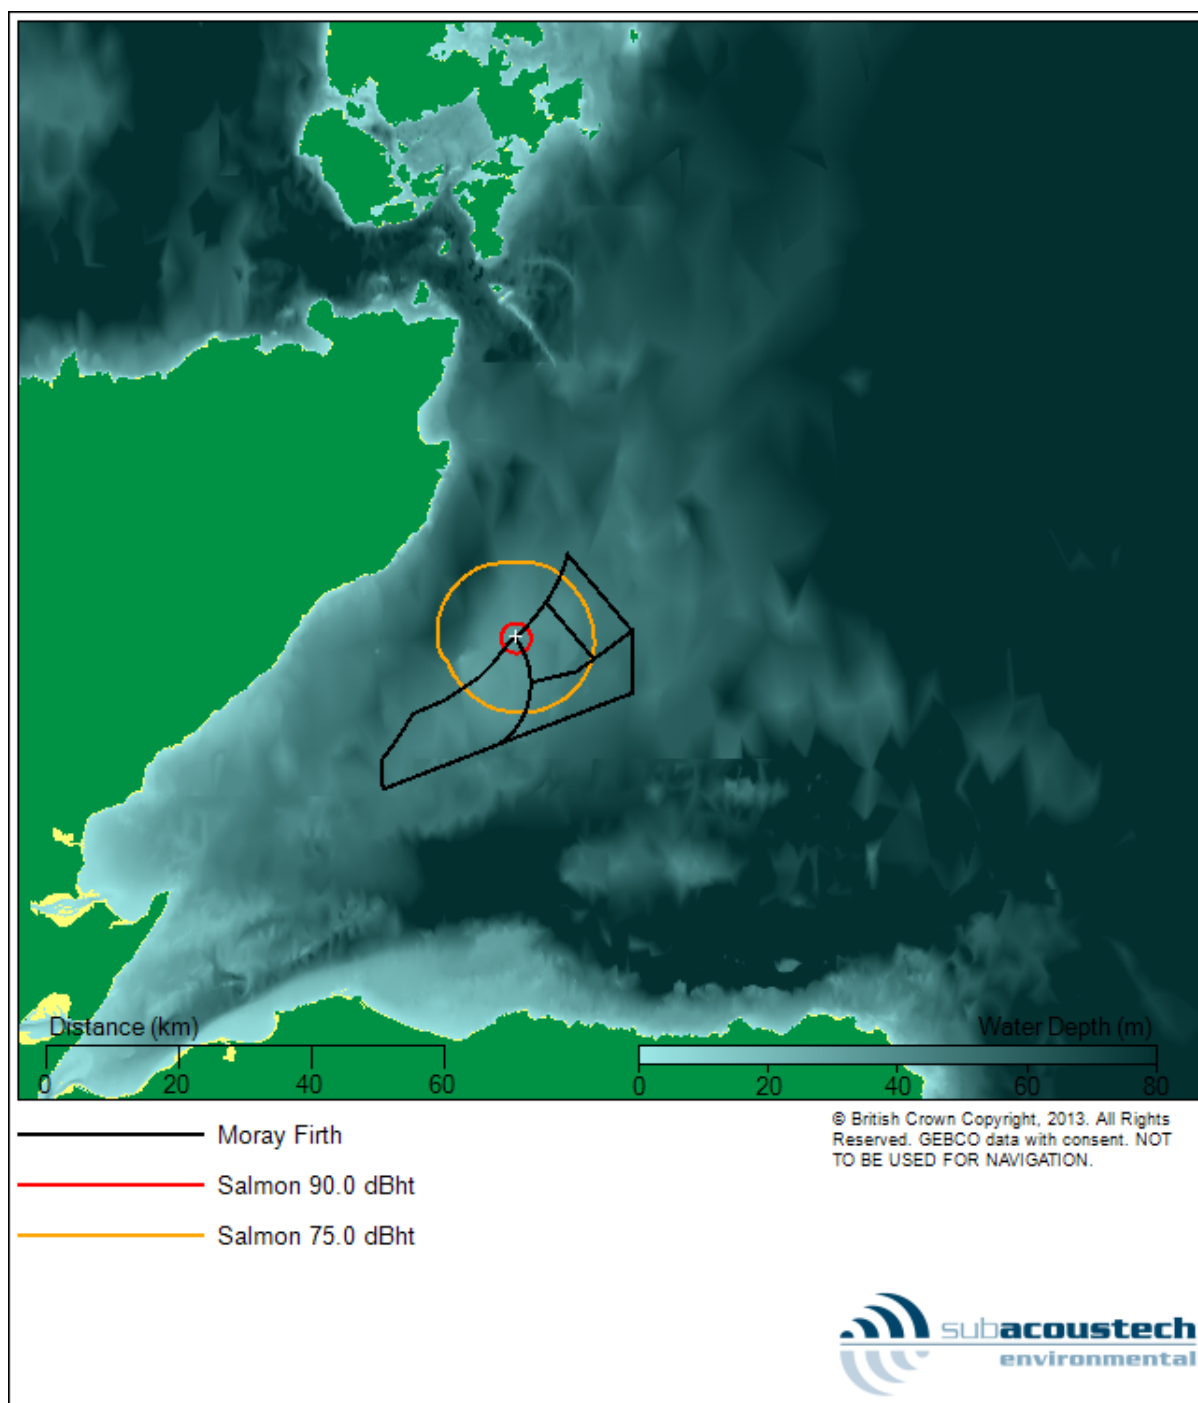 Distance (km)
0 20 40 60
Water Depth (m)
0 20 40 60 80
Moray Firth
Salmon 90.0 dBht
Salmon 75.0 dBht
© British Crown Copyright, 2013. All Rights
Reserved. GEBCO data with consent. NOT
TO BE USED FOR NAVIGATION.
subacoustech
environmental